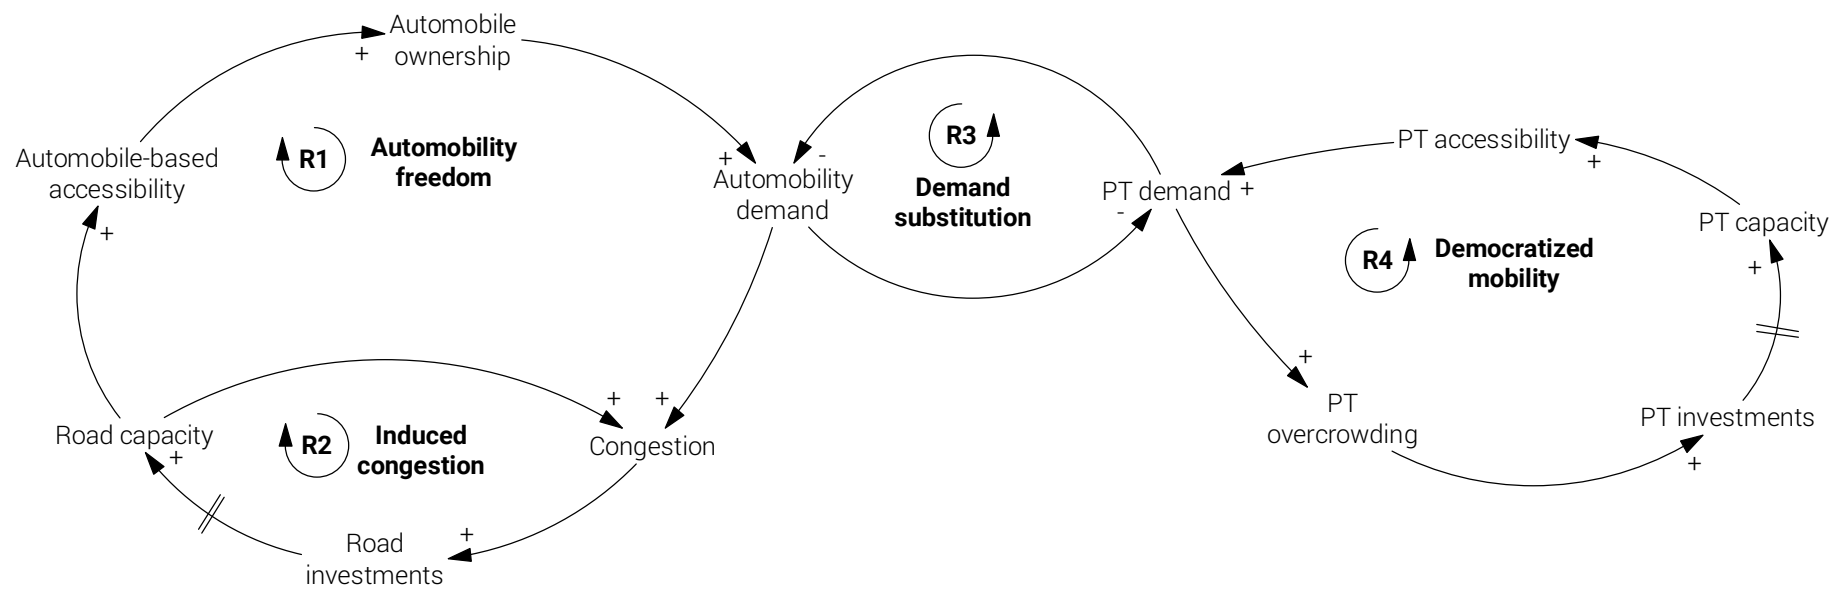 Automobile
ownership
+
Automobile-based
accessibility
+
R1
Automobility
freedom
+
-
Automobility
demand
R3
Demand
substitution
PT demand
+
-
PT accessibility
+
PT capacity
+
R4
Democratized
mobility
+
PT
overcrowding
PT investments
+
Road capacity
+
R2
Induced
congestion
+
+
Congestion
+
Road
investments